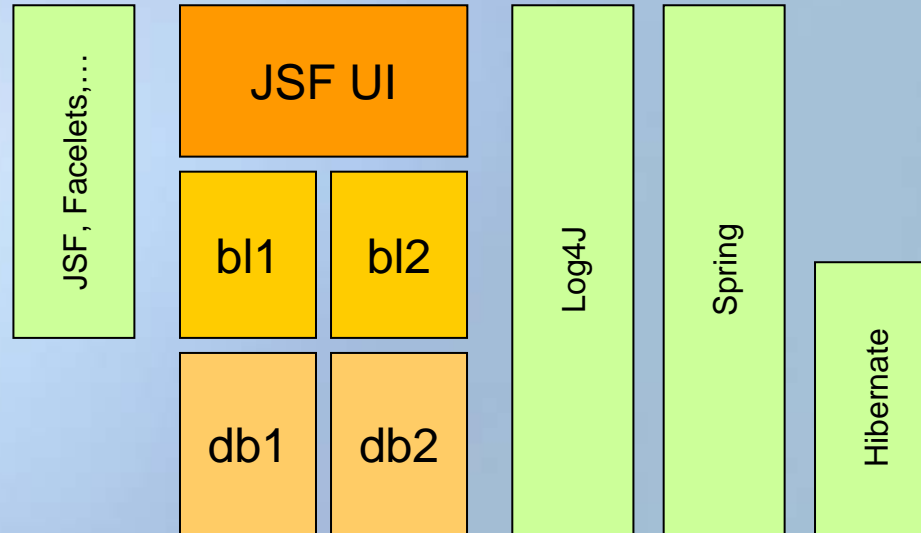 JSF, Facelets,...
JSF UI
bl1
bl2
db1
db2
Log4J
Spring
Hibernate